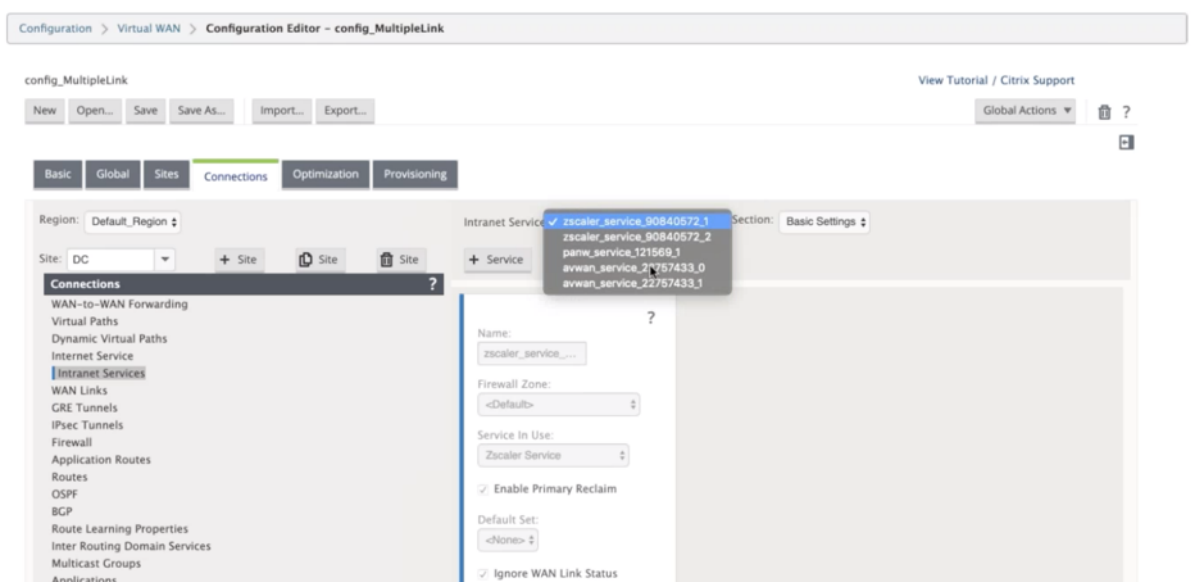 Configuration > Virtual WAN > Configuration Editor – config_MultipleLink
config_MultipleLink
View Tutorial / Citrix Support
New Open... Save Save As... Import... Export... Global Actions ?
Basic Global Sites Connections Optimization Provisioning
Region: Default_Region
Site: DC + Site Site Site
Connections ?
WAN-to-WAN Forwarding
Virtual Paths
Dynamic Virtual Paths
Internet Service
Intranet Services
WAN Links
GRE Tunnels
IPsec Tunnels
Firewall
Application Routes
Routes
OSPF
BGP
Route Learning Properties
Inter Routing Domain Services
Multicast Groups
Applications
Intranet Service ✓ zscaler_service_90840572_1 Section: Basic Settings
zscaler_service_90840572_2
panw_service_121569_1
avwan_service_22757433_0
avwan_service_22757433_1
+ Service
?
Name:
zscaler_service_...
Firewall Zone:
<Default>
Service In Use:
Zscaler Service
Enable Primary Reclaim
Default Set:
<None>
Ignore WAN Link Status